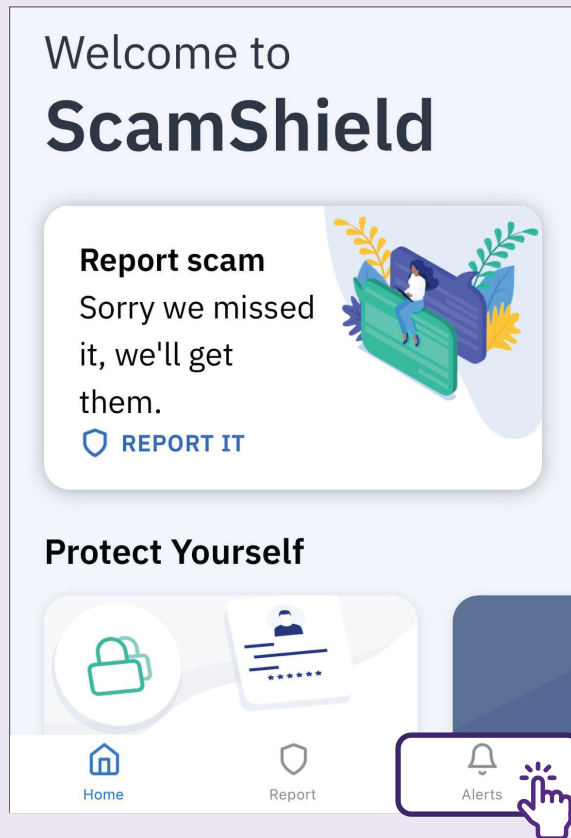 Welcome to
ScamShield
Report scam
Sorry we missed
it, we'll get
them.
REPORT IT
Protect Yourself
******
Home
Report
Alerts